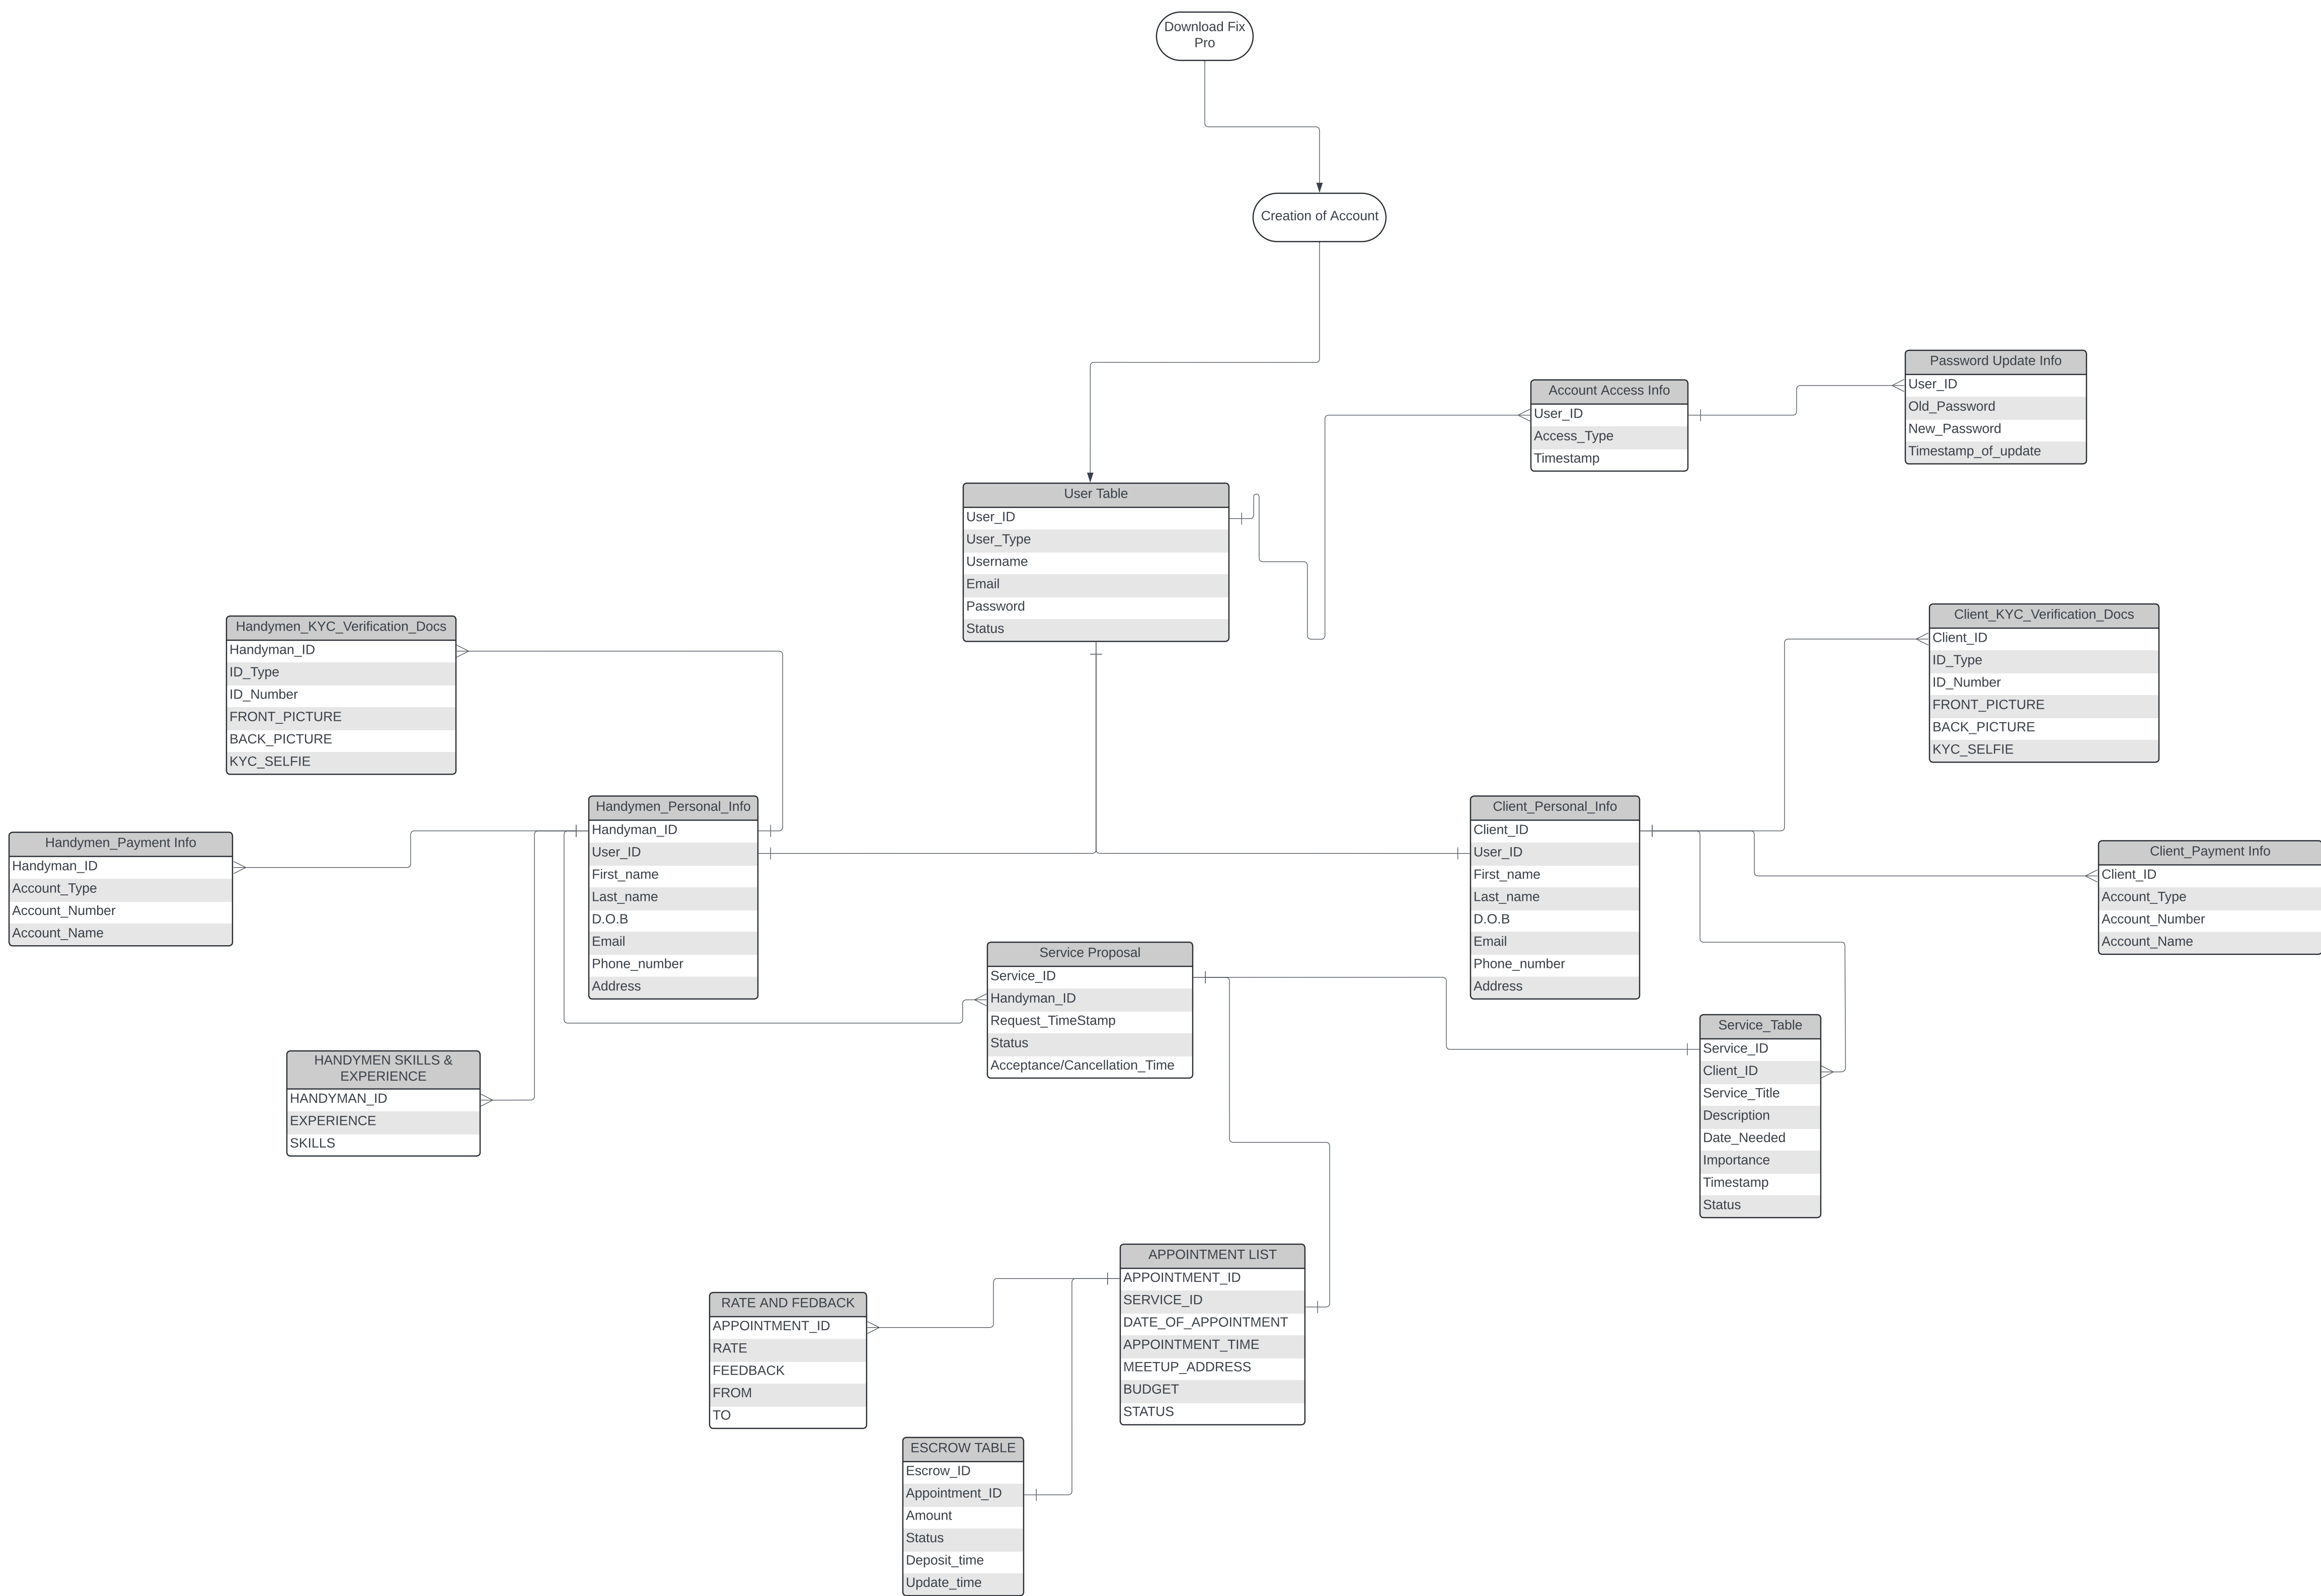 Download Fix
Pro
Creation of Account
Password Update Info
User_ID
Old_Password
New_Password
Timestamp_of_update
Account Access Info
User_ID
Access_Type
Timestamp
User Table
User_ID
User_Type
Username
Email
Password
Status
Handymen_KYC_Verification_Docs
Handyman_ID
ID_Type
ID_Number
FRONT_PICTURE
BACK_PICTURE
KYC_SELFIE
Client_KYC_Verification_Docs
Client_ID
ID_Type
ID_Number
FRONT_PICTURE
BACK_PICTURE
KYC_SELFIE
Handymen_Payment Info
Handyman_ID
Account_Type
Account_Number
Account_Name
Handymen_Personal_Info
Handyman_ID
User_ID
First_name
Last_name
D.O.B
Email
Phone_number
Address
Client_Personal_Info
Client_ID
User_ID
First_name
Last_name
D.O.B
Email
Phone_number
Address
Client_Payment Info
Client_ID
Account_Type
Account_Number
Account_Name
Service Proposal
Service_ID
Handyman_ID
Request_TimeStamp
Status
Acceptance/Cancellation_Time
Service_Table
Service_ID
Client_ID
Service_Title
Description
Date_Needed
Importance
Timestamp
Status
HANDYMEN SKILLS &
EXPERIENCE
HANDYMAN_ID
EXPERIENCE
SKILLS
APPOINTMENT LIST
APPOINTMENT_ID
SERVICE_ID
DATE_OF_APPOINTMENT
APPOINTMENT_TIME
MEETUP_ADDRESS
BUDGET
STATUS
RATE AND FEDBACK
APPOINTMENT_ID
RATE
FEEDBACK
FROM
TO
ESCROW TABLE
Escrow_ID
Appointment_ID
Amount
Status
Deposit_time
Update_time